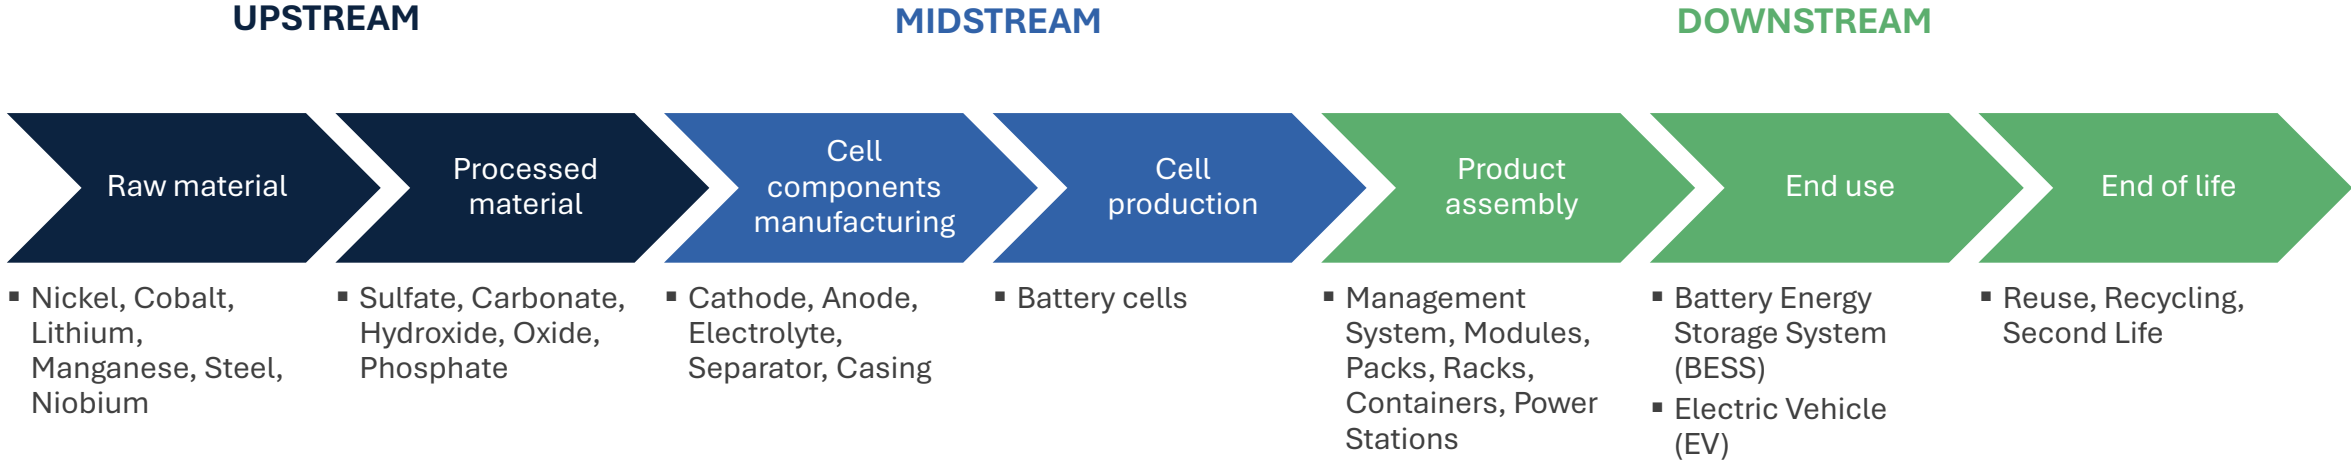 UPSTREAM
MIDSTREAM
DOWNSTREAM
Raw material
Processed
material
Cell
components
manufacturing
Cell
production
Product
assembly
End use
End of life
▪ Nickel, Cobalt,
Lithium,
Manganese, Steel,
Niobium
▪ Sulfate, Carbonate,
Hydroxide, Oxide,
Phosphate
▪ Cathode, Anode,
Electrolyte,
Separator, Casing
▪ Battery cells
▪ Management
System, Modules,
Packs, Racks,
Containers, Power
Stations
▪ Battery Energy
Storage System
(BESS)
▪ Electric Vehicle
(EV)
▪ Reuse, Recycling,
Second Life